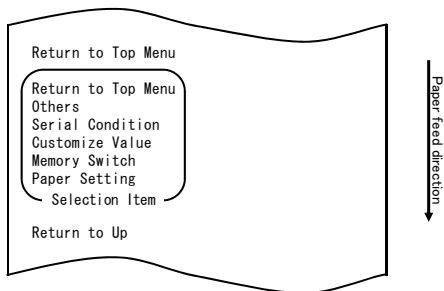 Return to Top Menu
Return to Top Menu
Others
Serial Condition
Customize Value
Memory Switch
Paper Setting
Selection Item
Return to Up
Paper feed direction